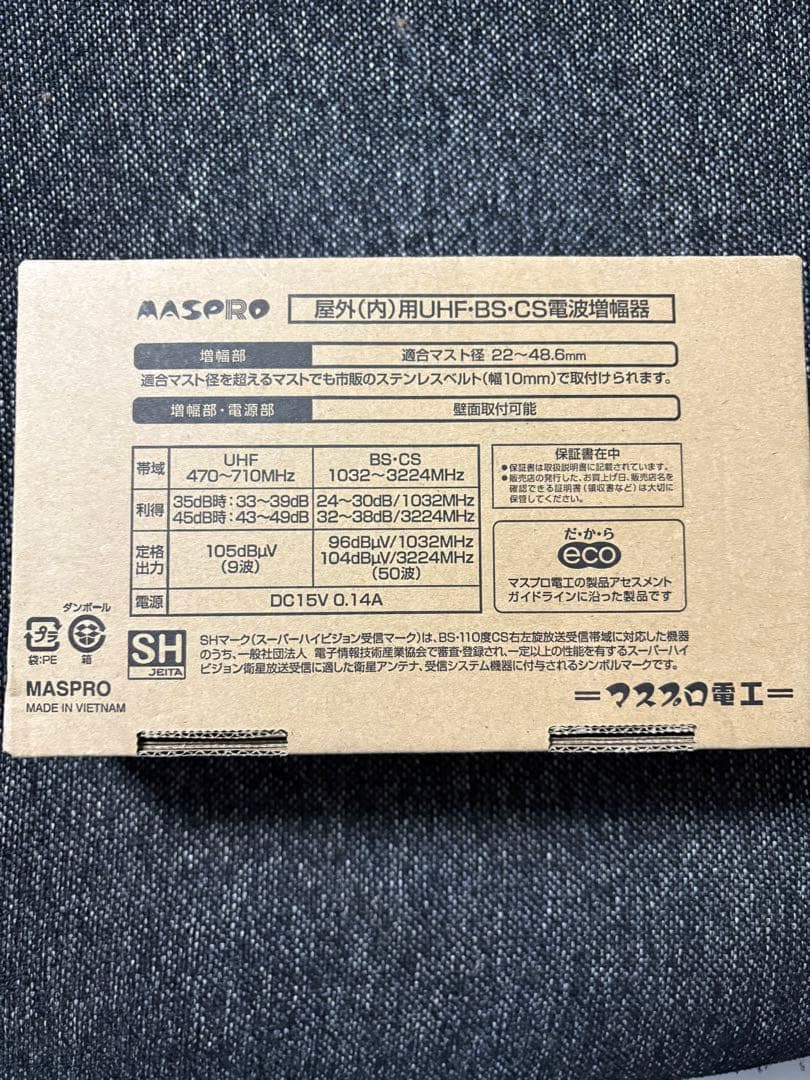 MASPRO 屋外(内)用UHF・BS・CS電波増幅器
増幅部 適合マスト径 22〜48.6mm
適合マスト径を超えるマストでも市販のステンレスベルト(幅10mm)で取付けられます。
増幅部・電源部 壁面取付可能
帯域 UHF 470〜710MHz BS・CS 1032〜3224MHz
利得 35dB時:33〜39dB 24〜30dB/1032MHz
45dB時:43〜49dB 32〜38dB/3224MHz
定格出力 105dBμV (9波) 96dBμV/1032MHz
104dBμV/3224MHz
(50波)
電源 DC15V 0.14A
保証書在中
●保証書は取扱説明書に記載されています。
●販売店の発行した、お買上げ日、販売店名を
確認できる証明書(領収書など)は大切に
保管してください。
だ・か・ら
eco
マスプロ電工の製品アセスメント
ガイドラインに沿った製品です
ダンボール
プラ
袋:PE 箱
SH
JEITA
SHマーク(スーパーハイビジョン受信マーク)は、BS・110度CS右左旋放送受信帯域に対応した機器
のうち、一般社団法人 電子情報技術産業協会で審査・登録され、一定以上の性能を有するスーパーハイ
ビジョン衛星放送受信に適した衛星アンテナ、受信システム機器に付与されるシンボルマークです。
MASPRO
MADE IN VIETNAM
=マスプロ電工=